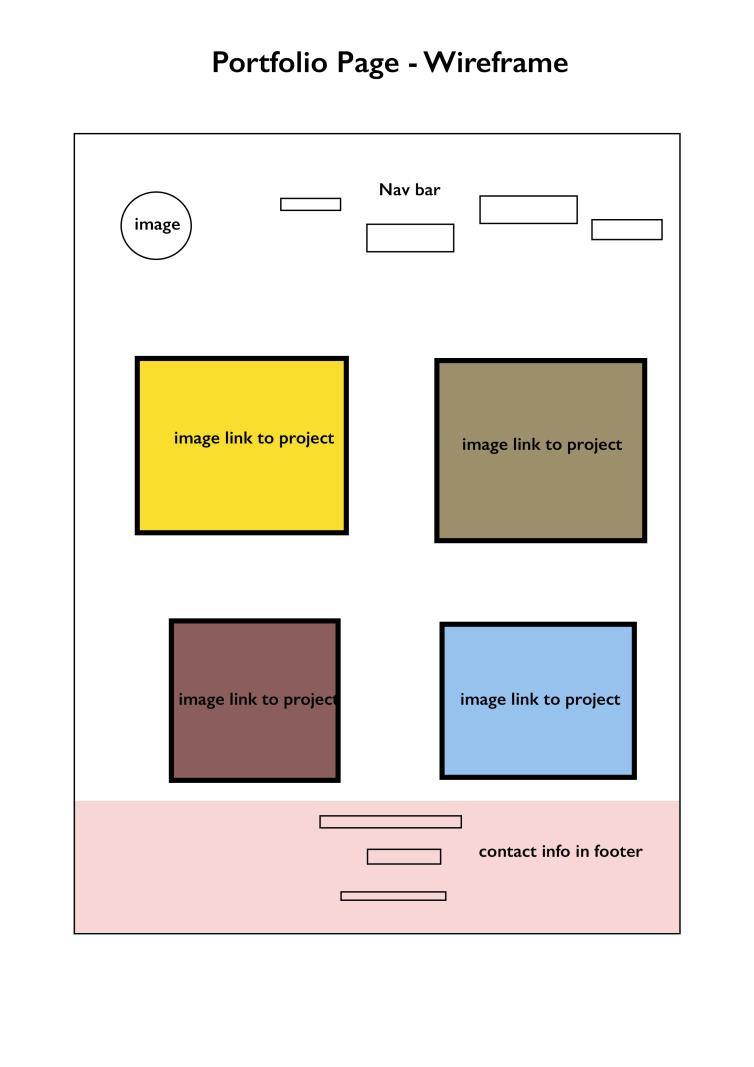 Portfolio Page - Wireframe
Nav bar
image
image link to project
image link to project
image link to project
image link to project
contact info in footer